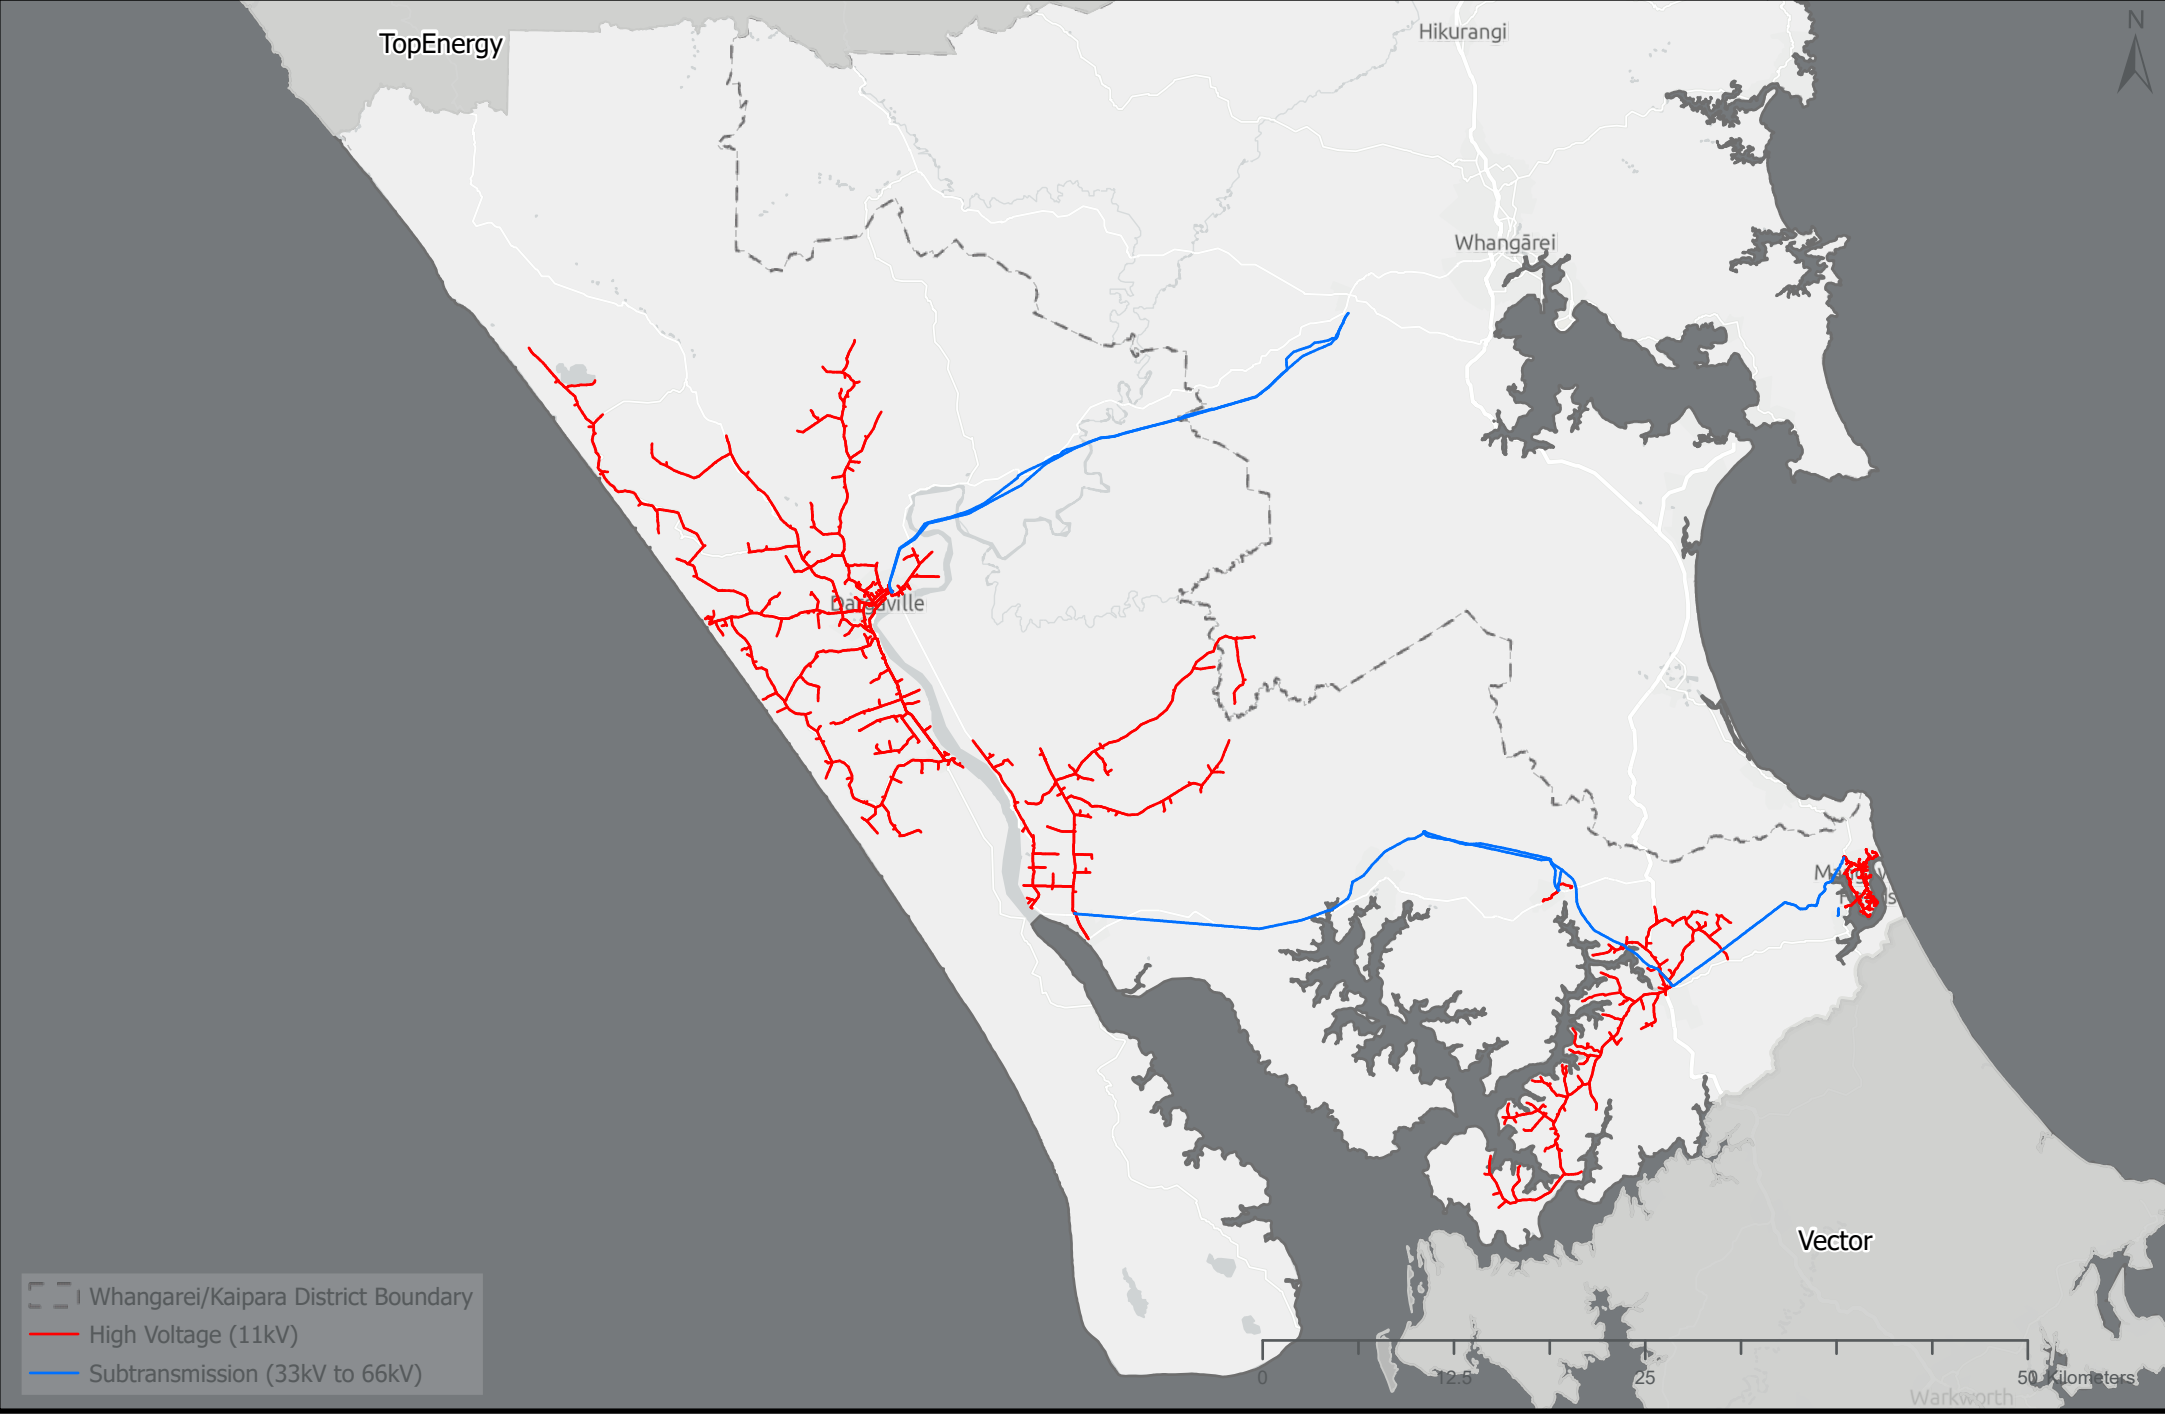 TopEnergy
Hikurangi
N
Whangārei
Dargaville
Vector
Whangarei/Kaipara District Boundary
High Voltage (11kV)
Subtransmission (33kV to 66kV)
0 12.5 25 50 Kilometers
Warkworth